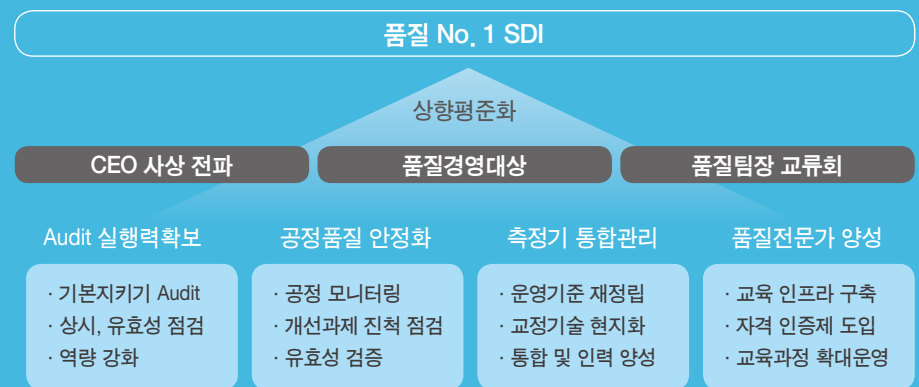 품질 No. 1 SDI
상향평준화
CEO 사상 전파
품질경영대상
품질팀장 교류회
Audit 실행력확보
· 기본지키기 Audit
· 상시, 유효성 점검
· 역량 강화
공정품질 안정화
· 공정 모니터링
· 개선과제 진척 점검
· 유효성 검증
측정기 통합관리
· 운영기준 재정립
· 교정기술 현지화
· 통합 및 인력 양성
품질전문가 양성
· 교육 인프라 구축
· 자격 인증제 도입
· 교육과정 확대운영